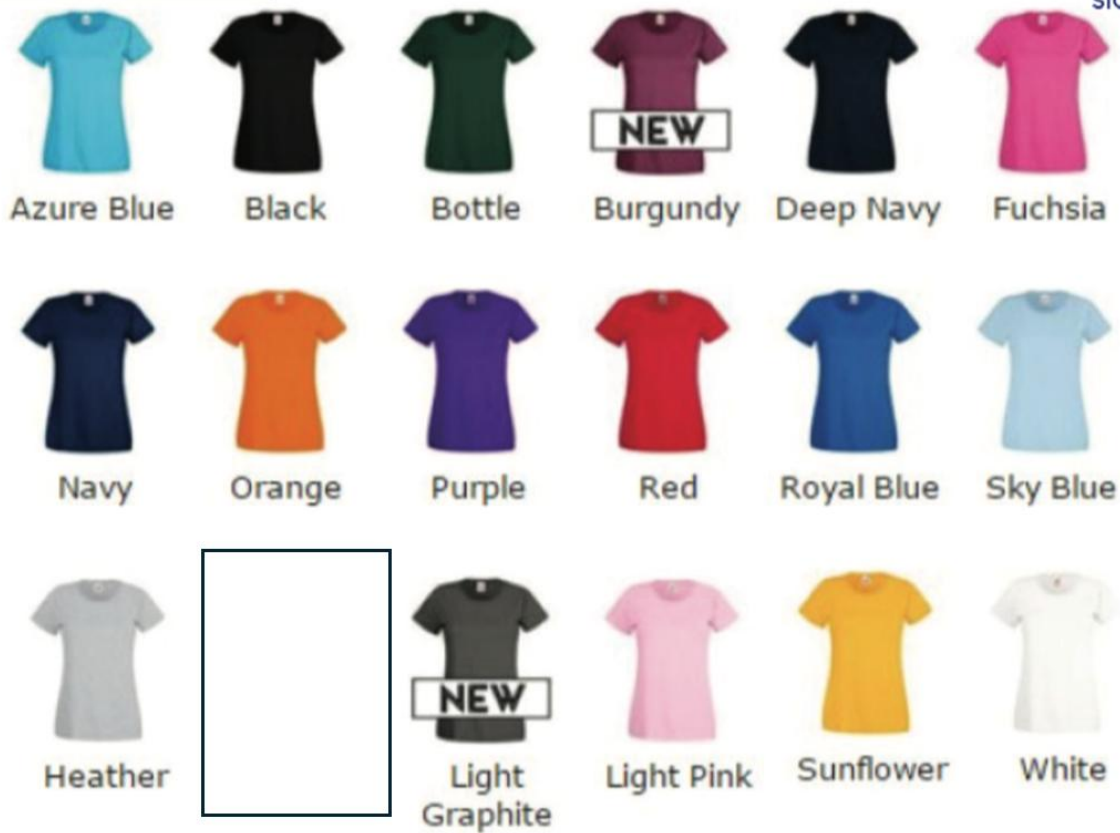 Azure Blue
Black
Bottle
NEW
Burgundy
Deep Navy
Fuchsia
Navy
Orange
Purple
Red
Royal Blue
Sky Blue
Heather
NEW
Light
Graphite
Light Pink
Sunflower
White